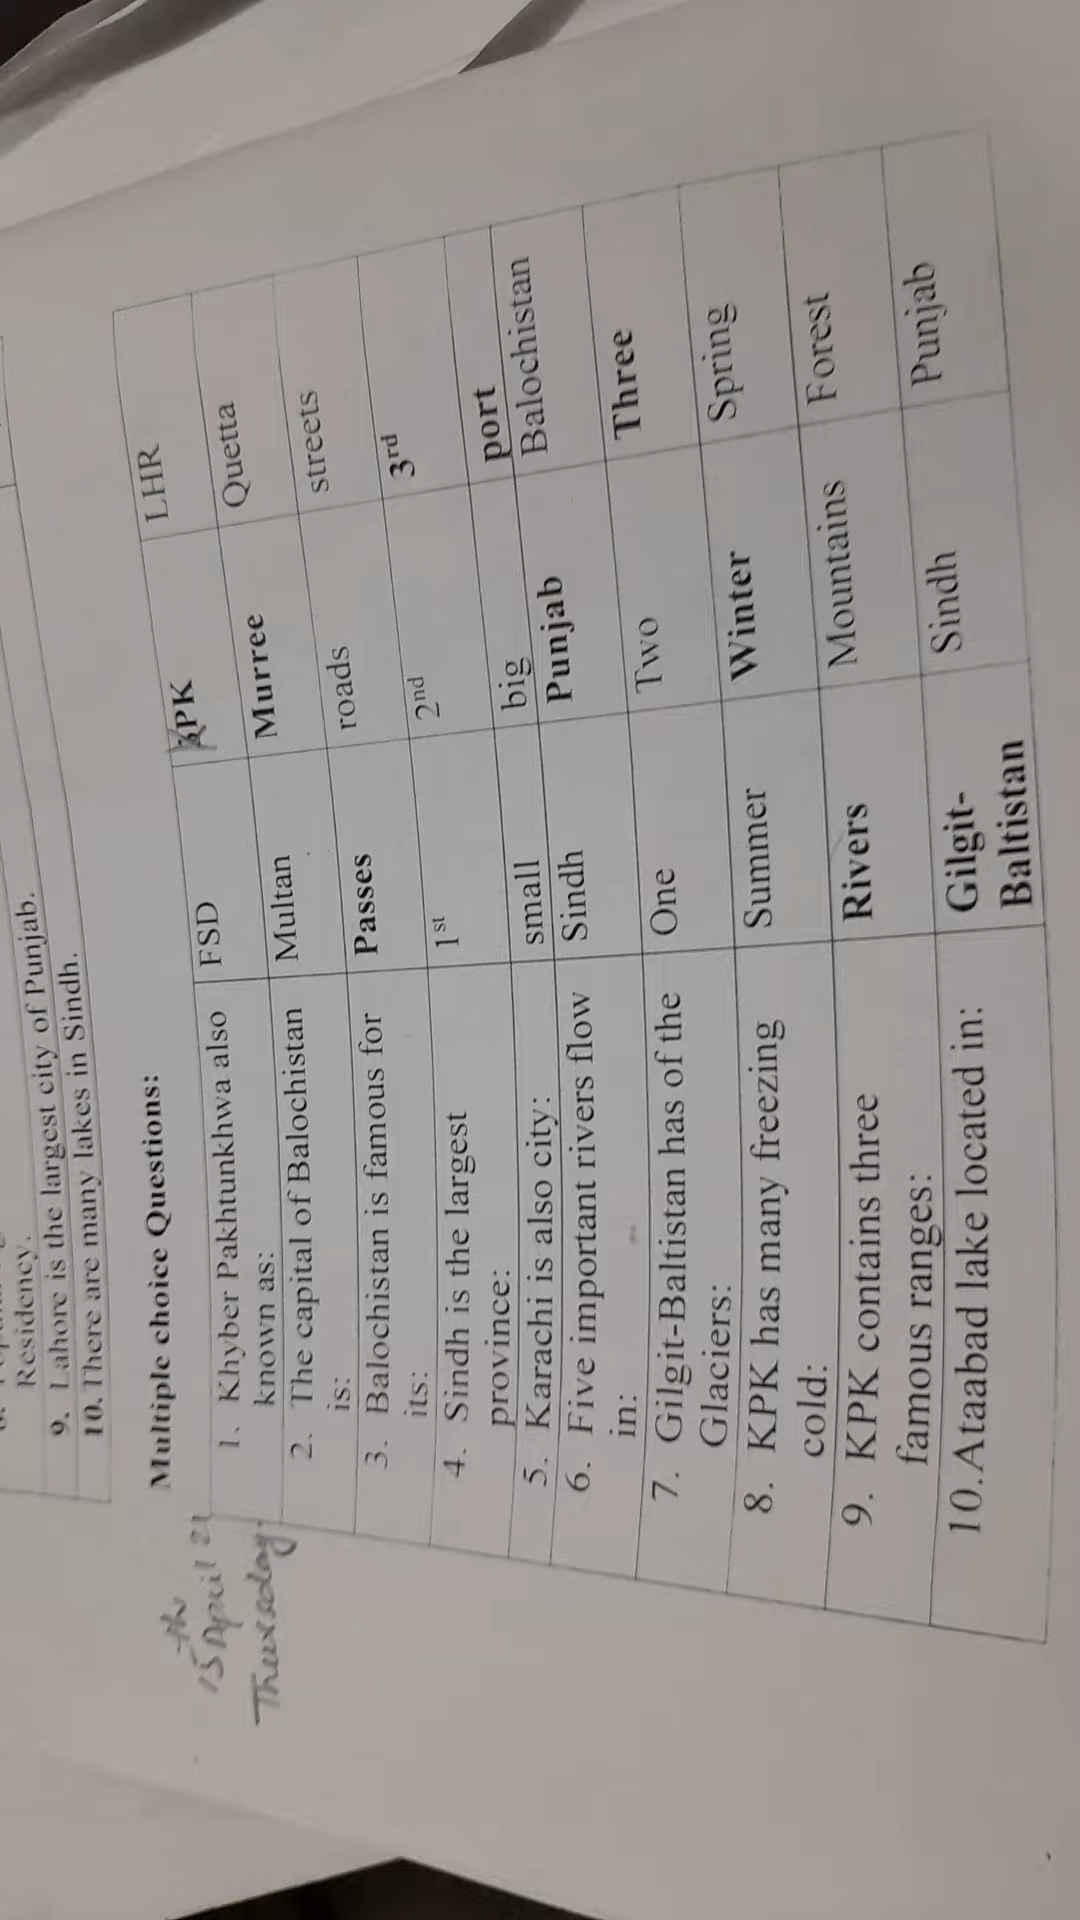 Residency.
9. Lahore is the largest city of Punjab.
10. There are many lakes in Sindh.
Multiple choice Questions:
15th April 21
Thursday
1. Khyber Pakhtunkhwa also known as: FSD KPK LHR
2. The capital of Balochistan is: Multan Murree Quetta
3. Balochistan is famous for its: Passes roads streets
4. Sindh is the largest province: 1st 2nd 3rd
5. Karachi is also city: small big port
6. Five important rivers flow in: Sindh Punjab Balochistan
7. Gilgit-Baltistan has of the Glaciers: One Two Three
8. KPK has many freezing cold: Summer Winter Spring
9. KPK contains three famous ranges: Rivers Mountains Forest
10. Ataabad lake located in: Gilgit-Baltistan Sindh Punjab